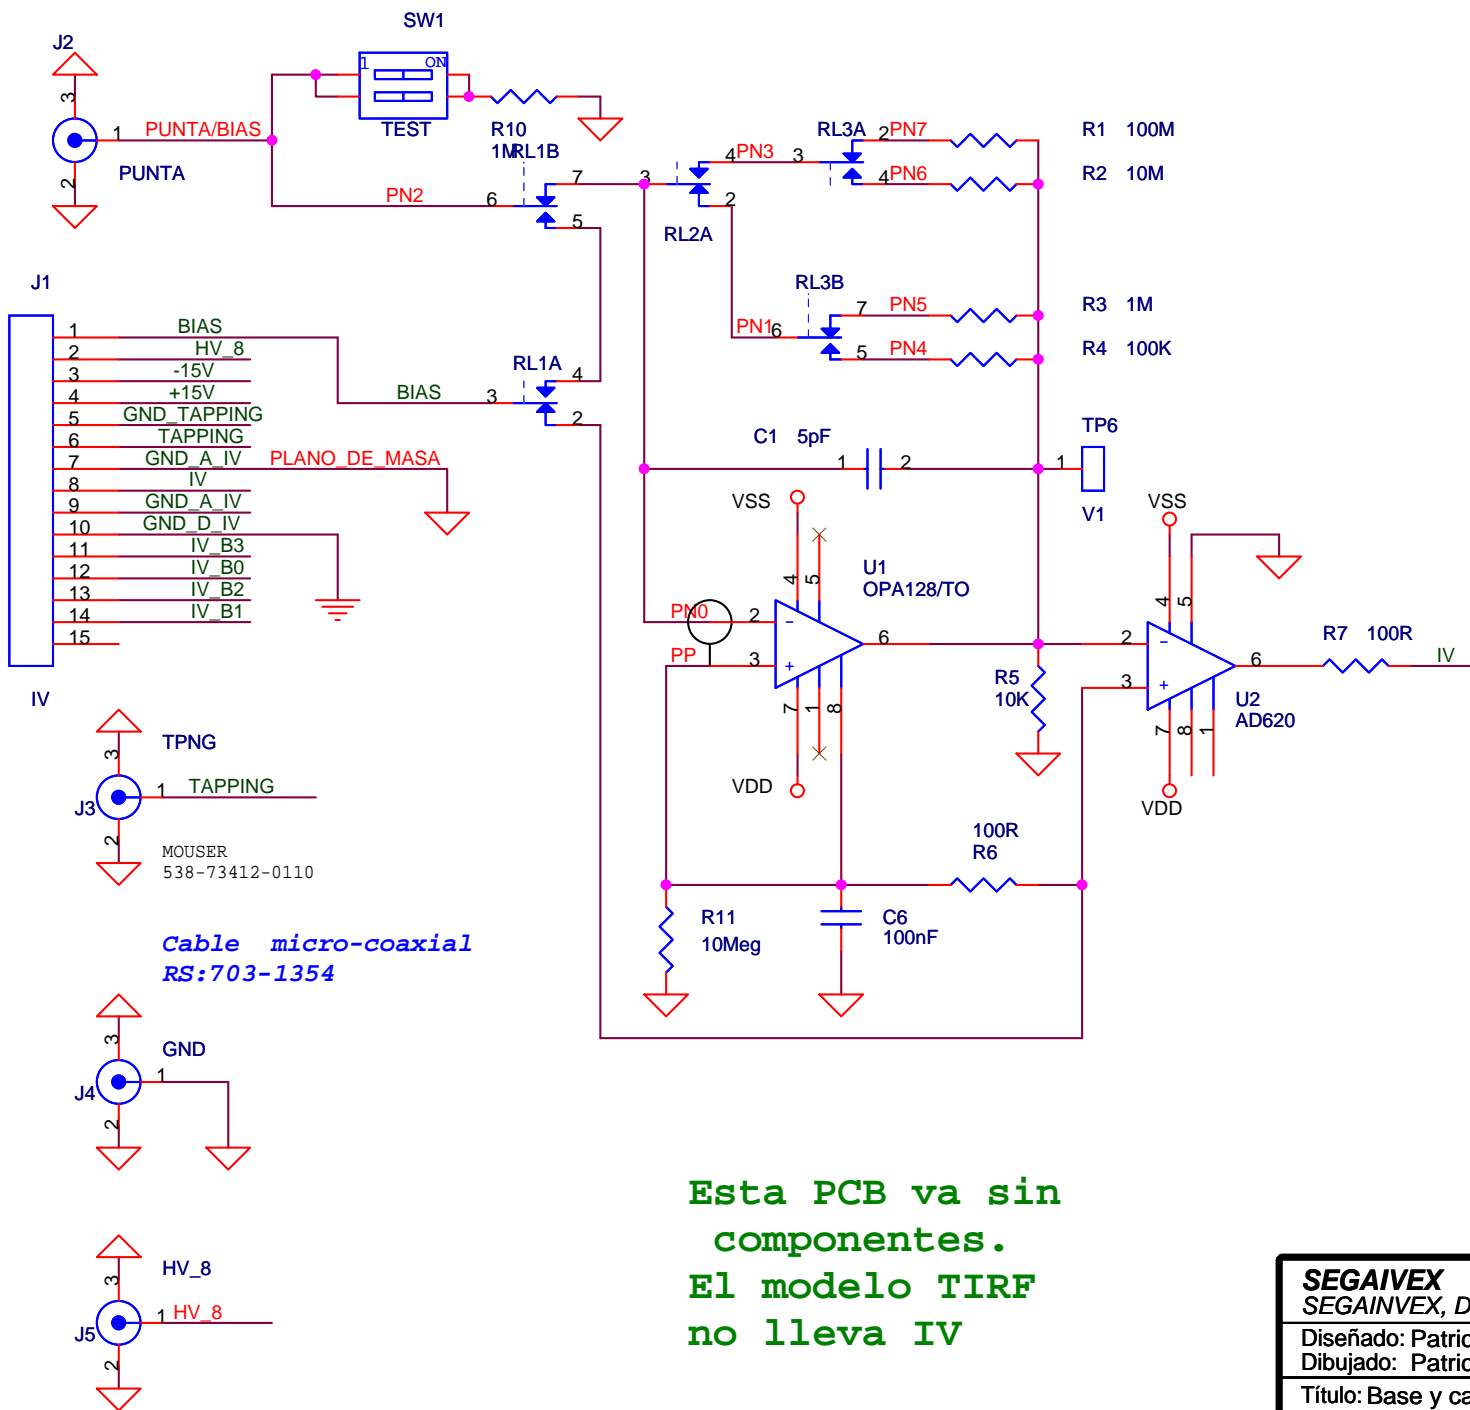 SW1
J2
1 ON
TEST
3
1
PUNTA/BIAS
2
PUNTA
R10
1M
RL1B
PN2
6
7
5
3
RL2A
4
PN3
2
3
RL3A
2
PN7
4
PN6
R1 100M
R2 10M
RL3B
PN1
6
7
PN5
5
PN4
R3 1M
R4 100K
J1
1 BIAS
2 HV_8
3 -15V
4 +15V
5 GND_TAPPING
6 TAPPING
7 GND_A_IV PLANO_DE_MASA
8 IV
9 GND_A_IV
10 GND_D_IV
11 IV_B3
12 IV_B0
13 IV_B2
14 IV_B1
15
IV
RL1A
BIAS
3
4
2
C1 5pF
1
2
TP6
1
V1
VSS
4
5
U1
OPA128/TO
PN0
2
-
PP
3
+
6
7
1
8
VDD
VSS
4
5
2
-
3
+
6
7
8
1
VDD
U2
AD620
R7 100R
IV
R5
10K
100R
R6
R11
10Meg
C6
100nF
TPNG
3
J3
1
TAPPING
2
MOUSER
538-73412-0110
Cable micro-coaxial
RS:703-1354
3
GND
J4
1
2
3
HV_8
J5
1
HV_8
2
Esta PCB va sin
componentes.
El modelo TIRF
no lleva IV
SEGAIVEX
SEGAINVEX, D
Diseñado: Patric
Dibujado: Patric
Título: Base y ca